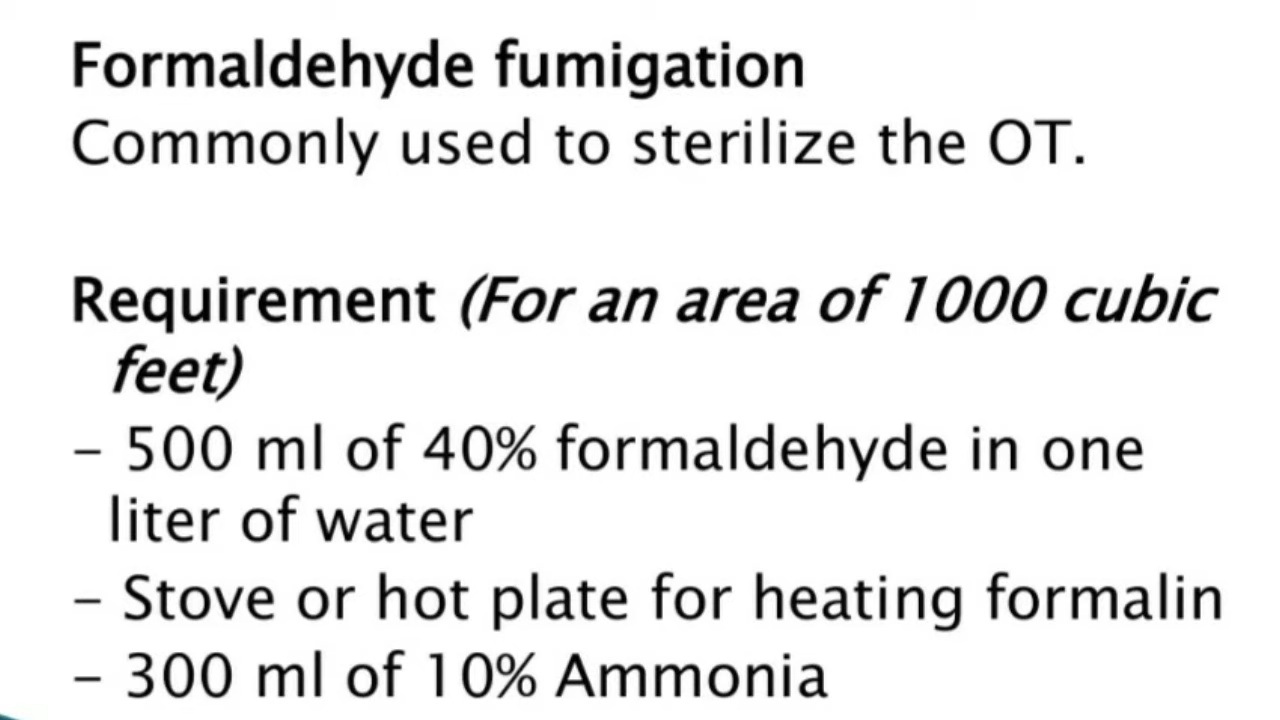 Formaldehyde fumigation
Commonly used to sterilize the OT.
Requirement (For an area of 1000 cubic
feet)
– 500 ml of 40% formaldehyde in one
liter of water
– Stove or hot plate for heating formalin
– 300 ml of 10% Ammonia